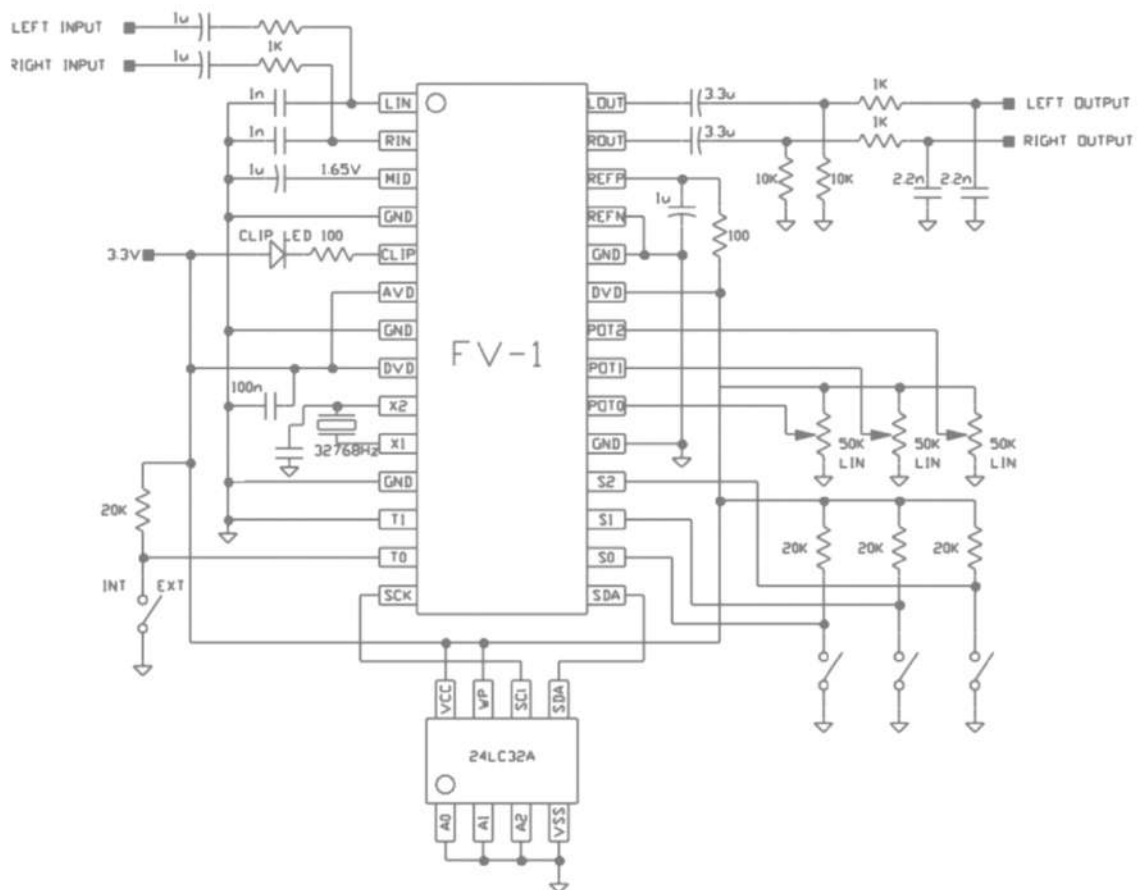 1u
LEFT INPUT
1K
1u
RIGHT INPUT
1n
LIN
LOUT
3.3u
1K
LEFT OUTPUT
1n
RIN
ROUT
3.3u
1K
RIGHT OUTPUT
1u
1.65V
MID
REFP
1u
10K
10K
2.2n
2.2n
GND
REFN
CLIP LED 100
100
3.3V
CLIP
GND
AVD
DVD
GND
POT2
FV-1
DVD
POT1
100n
X2
POT0
32768Hz
X1
GND
50K
LIN
50K
LIN
50K
LIN
GND
S2
20K
T1
S1
20K
20K
20K
T0
S0
INT
EXT
SCK
SDA
VCC
WP
SCl
SDA
24LC32A
A0
A1
A2
VSS